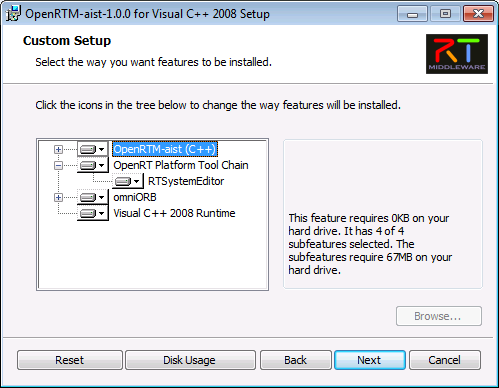 OpenRTM-aist-1.0.0 for Visual C++ 2008 Setup
Custom Setup
Select the way you want features to be installed.
RT
MIDDLEWARE
Click the icons in the tree below to change the way features will be installed.
OpenRTM-aist (C++)
OpenRT Platform Tool Chain
RTSystemEditor
omniORB
Visual C++ 2008 Runtime
This feature requires 0KB on your
hard drive. It has 4 of 4
subfeatures selected. The
subfeatures require 67MB on your
hard drive.
Browse...
Reset Disk Usage Back Next Cancel